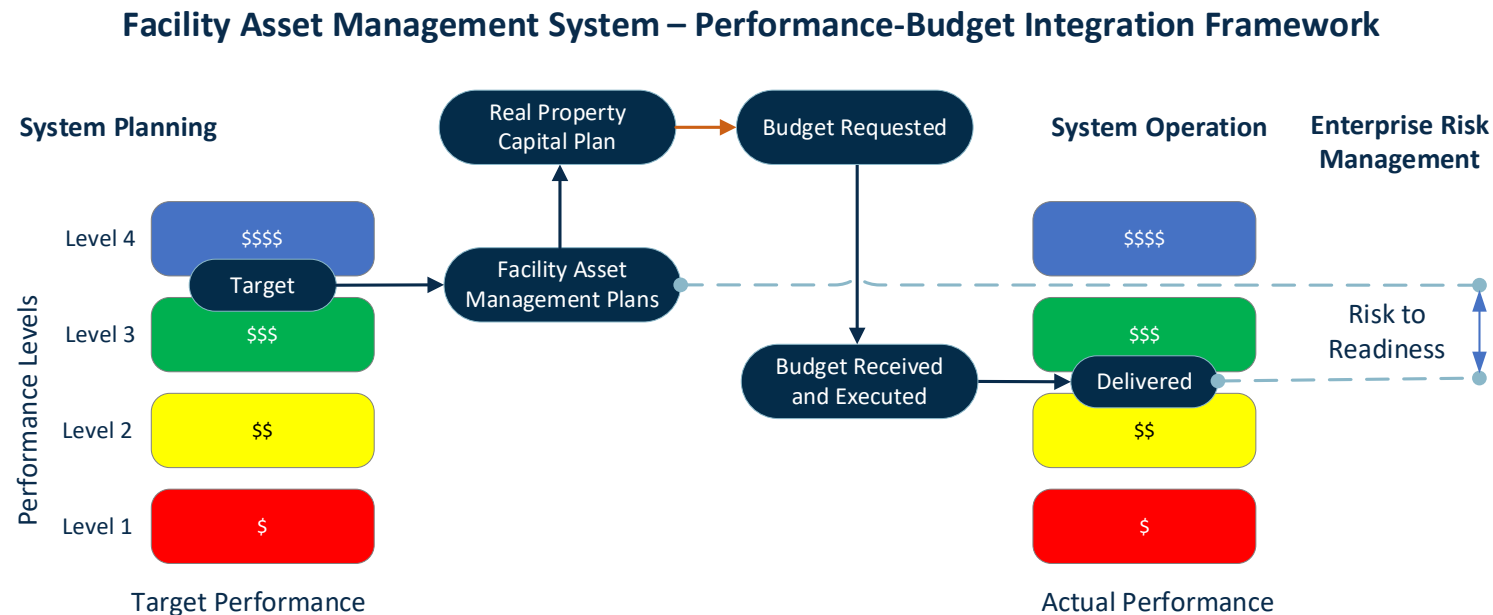 Facility Asset Management System – Performance-Budget Integration Framework
System Planning
Real Property
Capital Plan
Budget Requested
System Operation
Enterprise Risk
Management
Performance Levels
Level 4
$$$$
Target
Level 3
$$$
Level 2
$$
Level 1
$
Target Performance
Facility Asset
Management Plans
Budget Received
and Executed
$$$$
$$$
Delivered
$$
$
Actual Performance
Risk to
Readiness